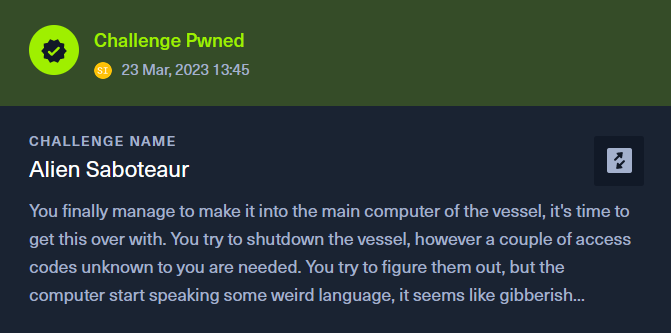 Challenge Pwned
SI 23 Mar, 2023 13:45
CHALLENGE NAME
Alien Saboteaur
You finally manage to make it into the main computer of the vessel, it's time to
get this over with. You try to shutdown the vessel, however a couple of access
codes unknown to you are needed. You try to figure them out, but the
computer start speaking some weird language, it seems like gibberish...